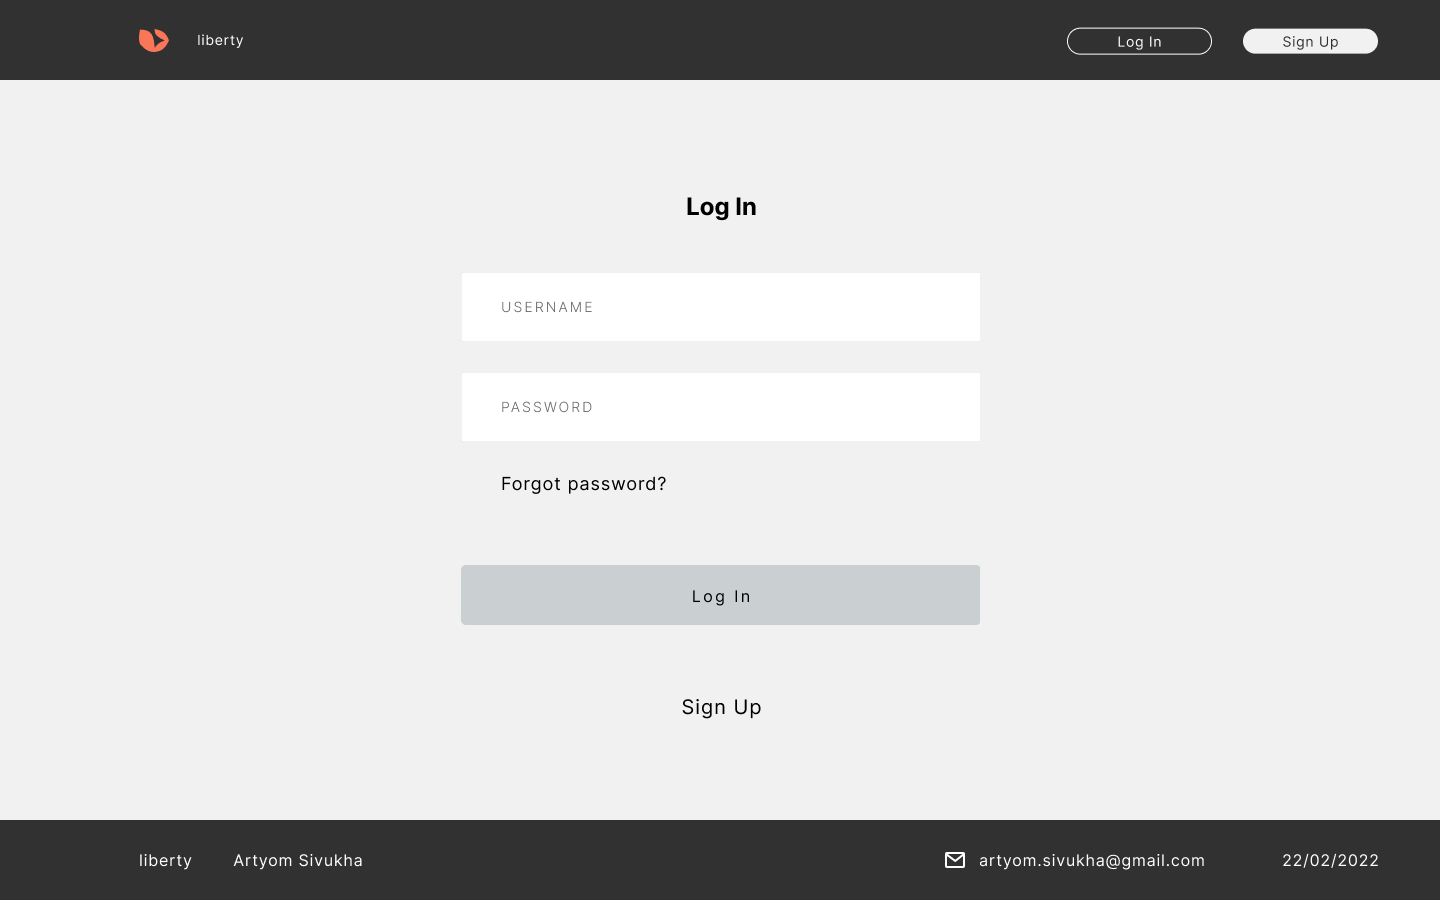 liberty
Log In
Sign Up
Log In
USERNAME
PASSWORD
Forgot password?
Log In
Sign Up
liberty
Artyom Sivukha
artyom.sivukha@gmail.com
22/02/2022